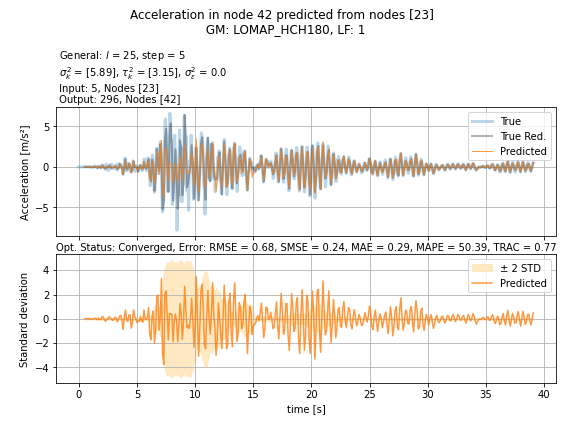 Acceleration in node 42 predicted from nodes [23]
GM: LOMAP_HCH180, LF: 1
General: l = 25, step = 5
σ²ₖ = [5.89], τ²ₖ = [3.15], σ²ε = 0.0
Input: 5, Nodes [23]
Output: 296, Nodes [42]
Acceleration [m/s²]
5
0
−5
True
True Red.
Predicted
Opt. Status: Converged, Error: RMSE = 0.68, SMSE = 0.24, MAE = 0.29, MAPE = 50.39, TRAC = 0.77
Standard deviation
4
2
0
−2
−4
± 2 STD
Predicted
0 5 10 15 20 25 30 35 40
time [s]